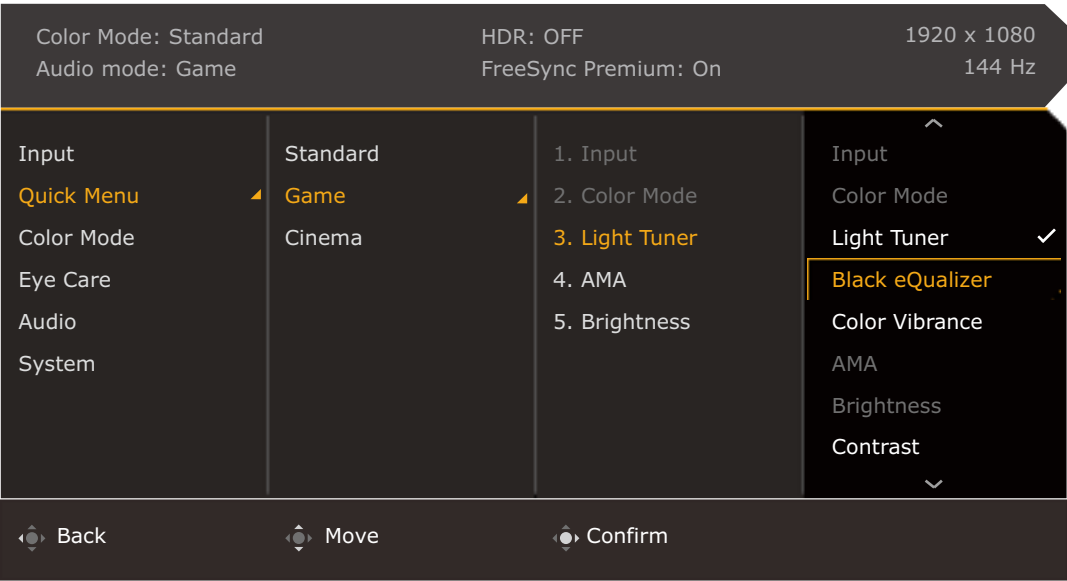 Color Mode: Standard
Audio mode: Game
HDR: OFF
FreeSync Premium: On
1920 x 1080
144 Hz
Input
Quick Menu
Color Mode
Eye Care
Audio
System
Standard
Game
Cinema
1. Input
2. Color Mode
3. Light Tuner
4. AMA
5. Brightness
Input
Color Mode
Light Tuner
Black eQualizer
Color Vibrance
AMA
Brightness
Contrast
Back
Move
Confirm